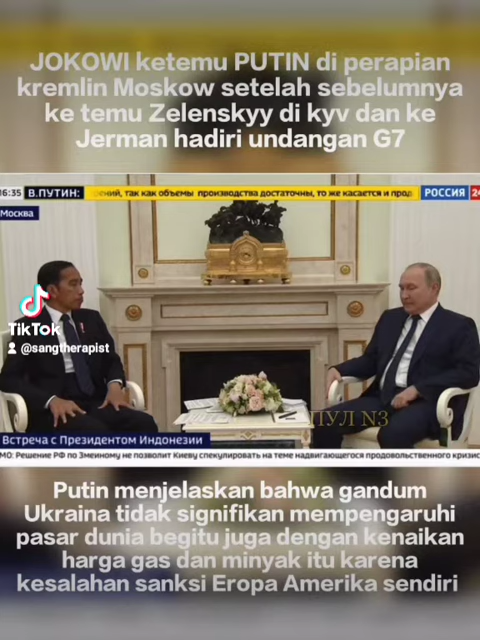 JOKOWI ketemu PUTIN di perapian
kremlin Moskow setelah sebelumnya
ke temu Zelenskyy di kyv dan ke
Jerman hadiri undangan G7
16:35 В.ПУТИН: ений, так как объемы производства достаточны, то же касается и прод РОССИЯ 24
Москва
TikTok
@sangtherapist
ПУЛ N3
Встреча с Президентом Индонезии
МО: Решение РФ по Змеиному не позволит Киеву спекулировать на теме надвигающегося продовольственного кризис
Putin menjelaskan bahwa gandum
Ukraina tidak signifikan mempengaruhi
pasar dunia begitu juga dengan kenaikan
harga gas dan minyak itu karena
kesalahan sanksi Eropa Amerika sendiri